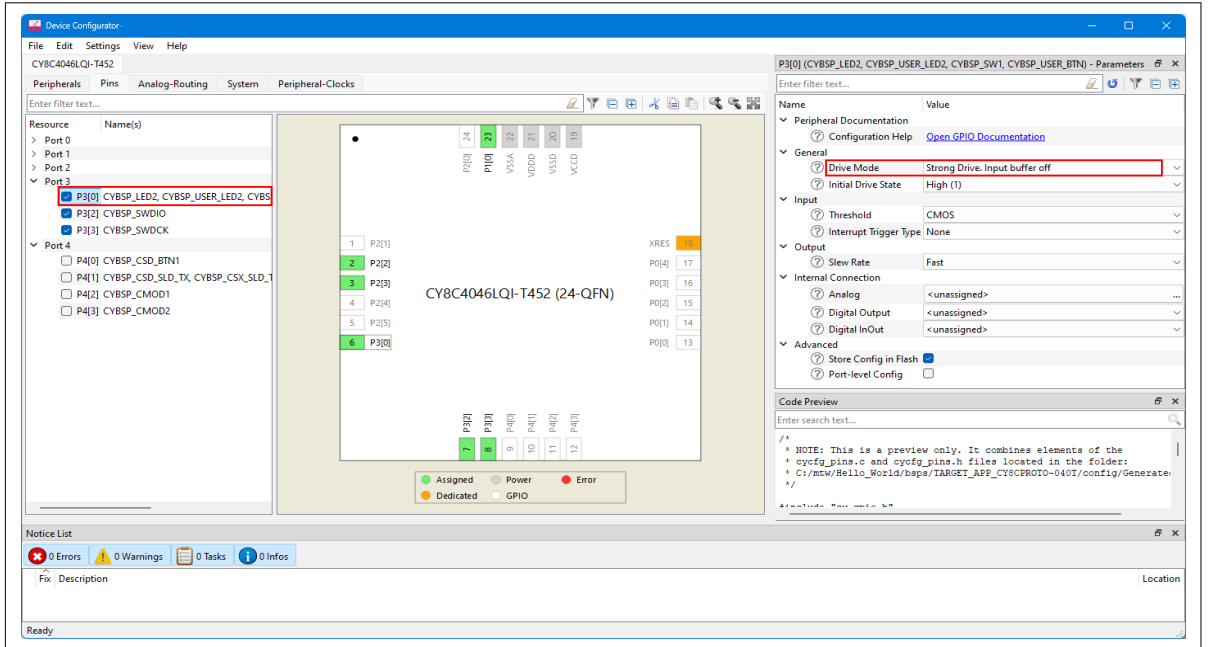 Device Configurator
File Edit Settings View Help
CY8C4046LQI-T452
Peripherals Pins Analog-Routing System Peripheral-Clocks
Enter filter text...
Resource Name(s)
Port 0
Port 1
Port 2
Port 3
P3[0] CYBSP_LED2, CYBSP_USER_LED2, CYBS
P3[2] CYBSP_SWDIO
P3[3] CYBSP_SWDCK
Port 4
P4[0] CYBSP_CSD_BTN1
P4[1] CYBSP_CSD_SLD_TX, CYBSP_CSX_SLD_T
P4[2] CYBSP_CMOD1
P4[3] CYBSP_CMOD2
24 23 22 21 20 19
P2[0] P1[0] VSSA VDDD VSSD VCCD
1 P2[1]
2 P2[2]
3 P2[3]
4 P2[4]
5 P2[5]
6 P3[0]
CY8C4046LQI-T452 (24-QFN)
XRES 18
P0[4] 17
P0[3] 16
P0[2] 15
P0[1] 14
P0[0] 13
P3[2] P3[3] P4[0] P4[1] P4[2] P4[3]
7 8 9 10 11 12
Assigned Power Error
Dedicated GPIO
P3[0] (CYBSP_LED2, CYBSP_USER_LED2, CYBSP_SW1, CYBSP_USER_BTN) - Parameters
Enter filter text...
Name Value
Peripheral Documentation
Configuration Help Open GPIO Documentation
General
Drive Mode Strong Drive. Input buffer off
Initial Drive State High (1)
Input
Threshold CMOS
Interrupt Trigger Type None
Output
Slew Rate Fast
Internal Connection
Analog <unassigned> ...
Digital Output <unassigned>
Digital InOut <unassigned>
Advanced
Store Config in Flash
Port-level Config
Code Preview
Enter search text...
/*
* NOTE: This is a preview only. It combines elements of the
* cycfg_pins.c and cycfg_pins.h files located in the folder:
* C:/mtw/Hello_World/bsps/TARGET_APP_CY8CPROTO-040T/config/Generate
*/
#include "cy_gpio.h"
Notice List
0 Errors 0 Warnings 0 Tasks 0 Infos
Fix Description Location
Ready